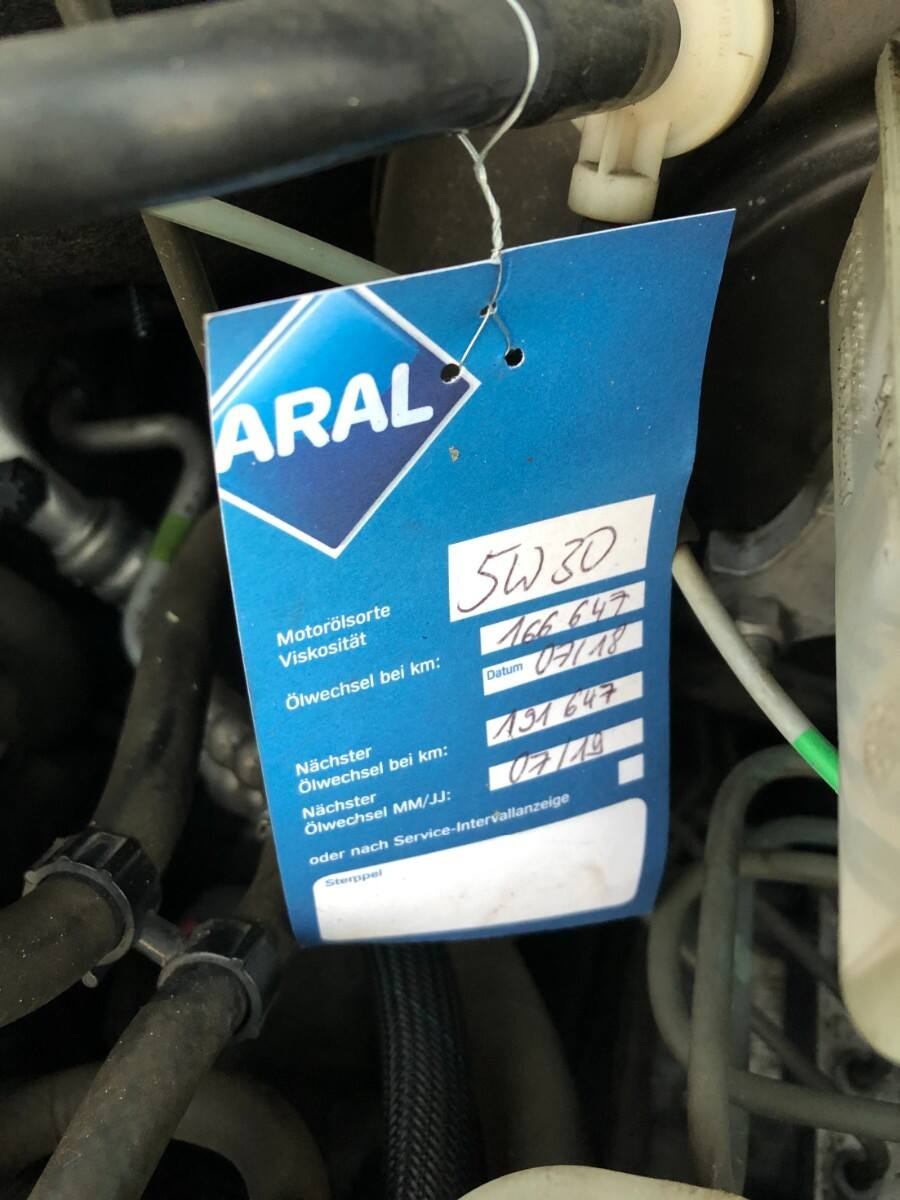 ARAL
Motorölsorte
Viskosität
5W30
Ölwechsel bei km:
166 647
Datum 07/18
Nächster
Ölwechsel bei km:
191 647
Nächster
Ölwechsel MM/JJ:
07/19
oder nach Service-Intervallanzeige
Stempel